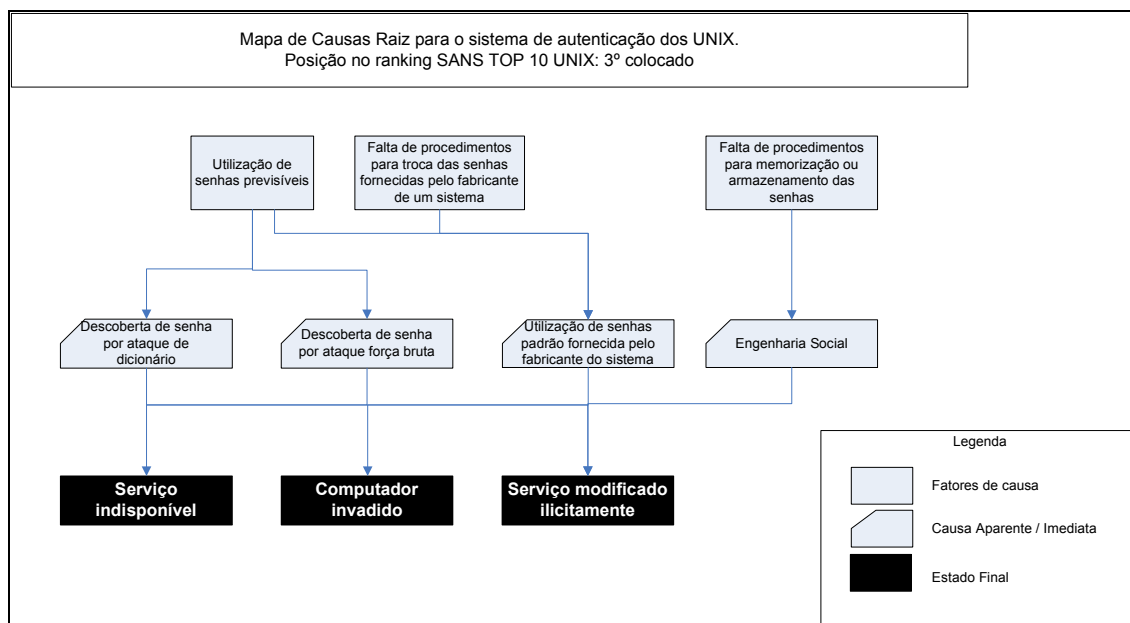 Mapa de Causas Raiz para o sistema de autenticação dos UNIX.
Posição no ranking SANS TOP 10 UNIX: 3º colocado
Utilização de
senhas previsíveis
Falta de procedimentos
para troca das senhas
fornecidas pelo fabricante
de um sistema
Falta de procedimentos
para memorização ou
armazenamento das
senhas
Descoberta de senha
por ataque de
dicionário
Descoberta de senha
por ataque força bruta
Utilização de senhas
padrão fornecida pelo
fabricante do sistema
Engenharia Social
Serviço
indisponível
Computador
invadido
Serviço modificado
ilicitamente
Legenda
Fatores de causa
Causa Aparente / Imediata
Estado Final